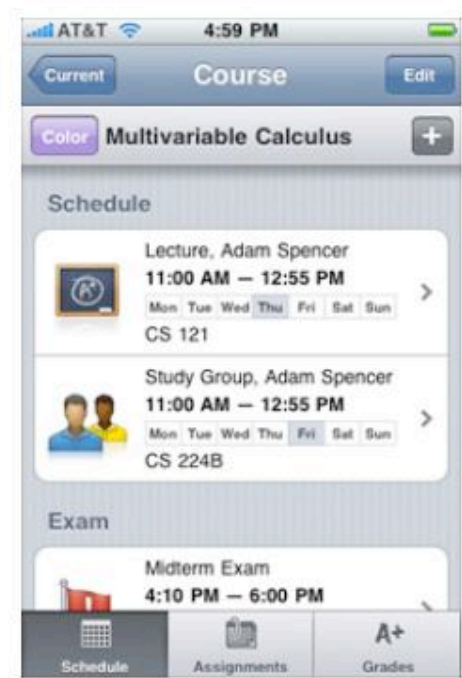 AT&T 4:59 PM
Current Course Edit
Color Multivariable Calculus +
Schedule
Lecture, Adam Spencer
11:00 AM — 12:55 PM
Mon Tue Wed Thu Fri Sat Sun
CS 121
Study Group, Adam Spencer
11:00 AM — 12:55 PM
Mon Tue Wed Thu Fri Sat Sun
CS 224B
Exam
Midterm Exam
4:10 PM — 6:00 PM
A+
Schedule Assignments Grades